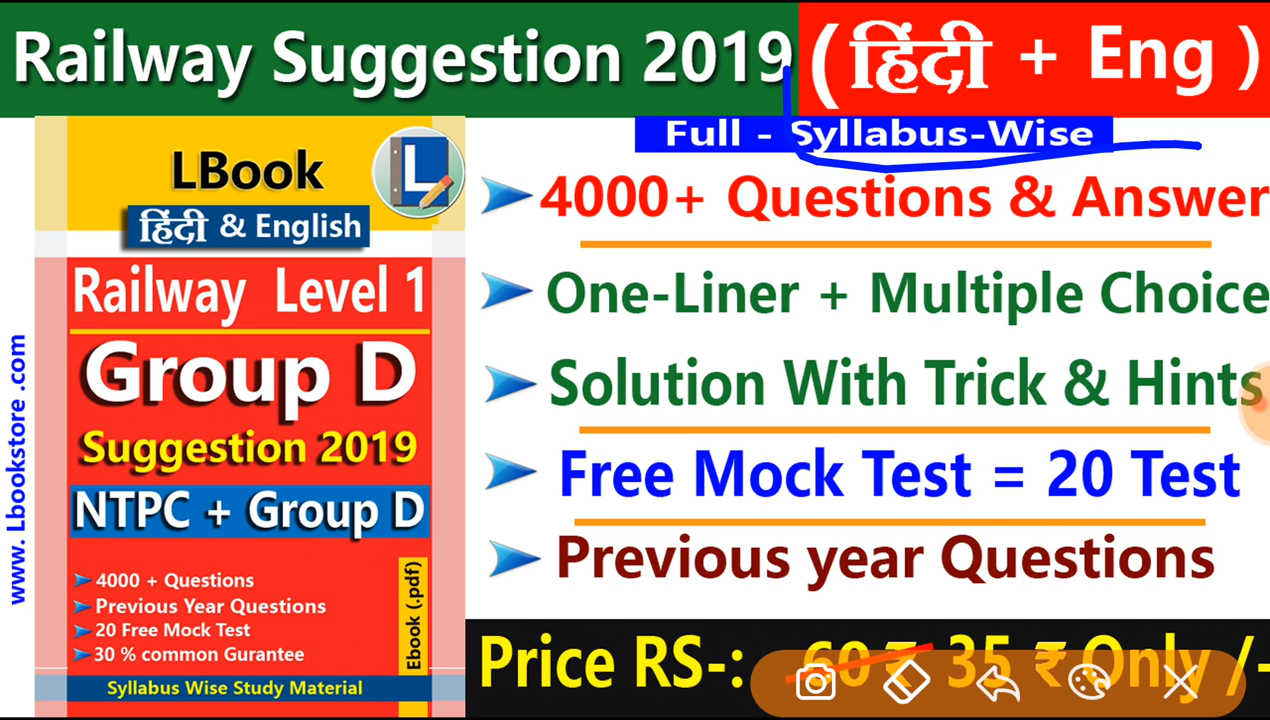 Railway Suggestion 2019 ( हिंदी + Eng )
Full - Syllabus-Wise
LBook
L
हिंदी & English
Railway Level 1
Group D
Suggestion 2019
NTPC + Group D
4000 + Questions
Previous Year Questions
20 Free Mock Test
30 % common Gurantee
Ebook (.pdf)
Syllabus Wise Study Material
www. Lbookstore .com
4000+ Questions & Answer
One-Liner + Multiple Choice
Solution With Trick & Hints
Free Mock Test = 20 Test
Previous year Questions
Price RS-: 60 ₹ 35 ₹ Only /-